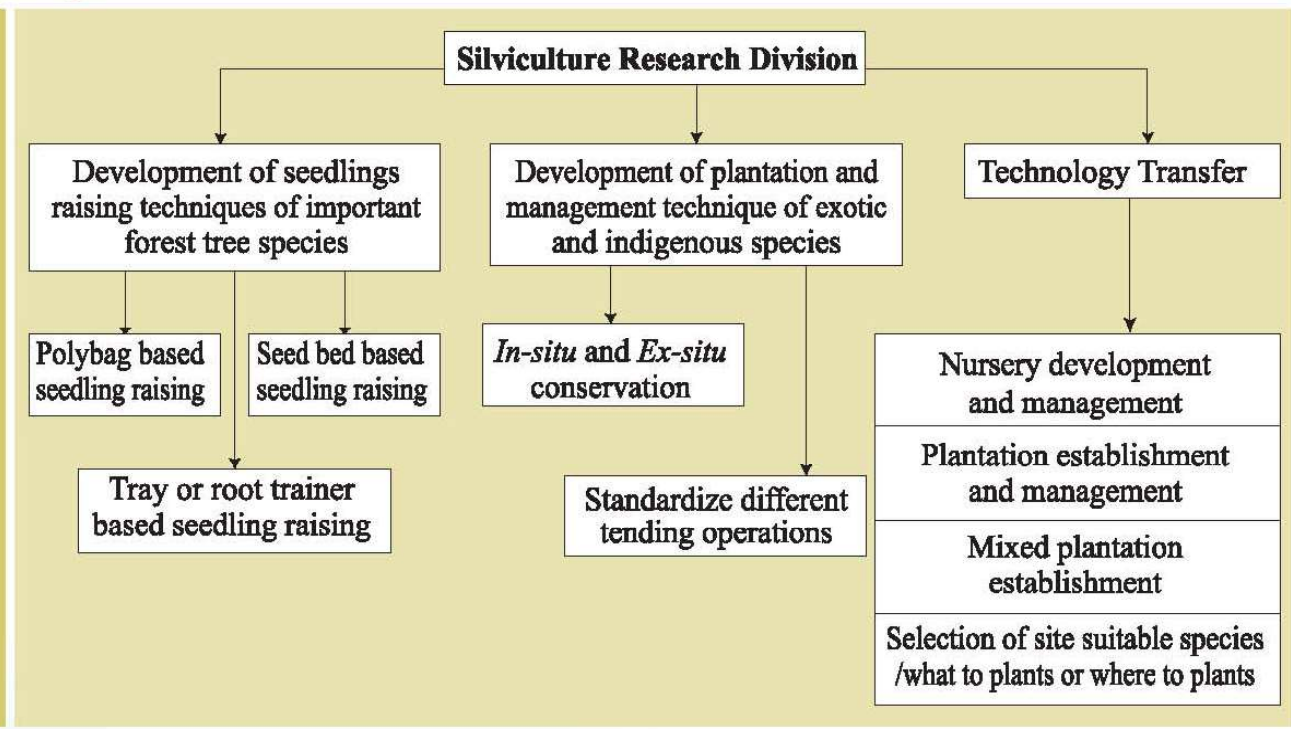 Silviculture Research Division
Development of seedlings
raising techniques of important
forest tree species
Development of plantation and
management technique of exotic
and indigenous species
Technology Transfer
Polybag based
seedling raising
Seed bed based
seedling raising
Tray or root trainer
based seedling raising
In-situ and Ex-situ
conservation
Standardize different
tending operations
Nursery development
and management
Plantation establishment
and management
Mixed plantation
establishment
Selection of site suitable species
/what to plants or where to plants